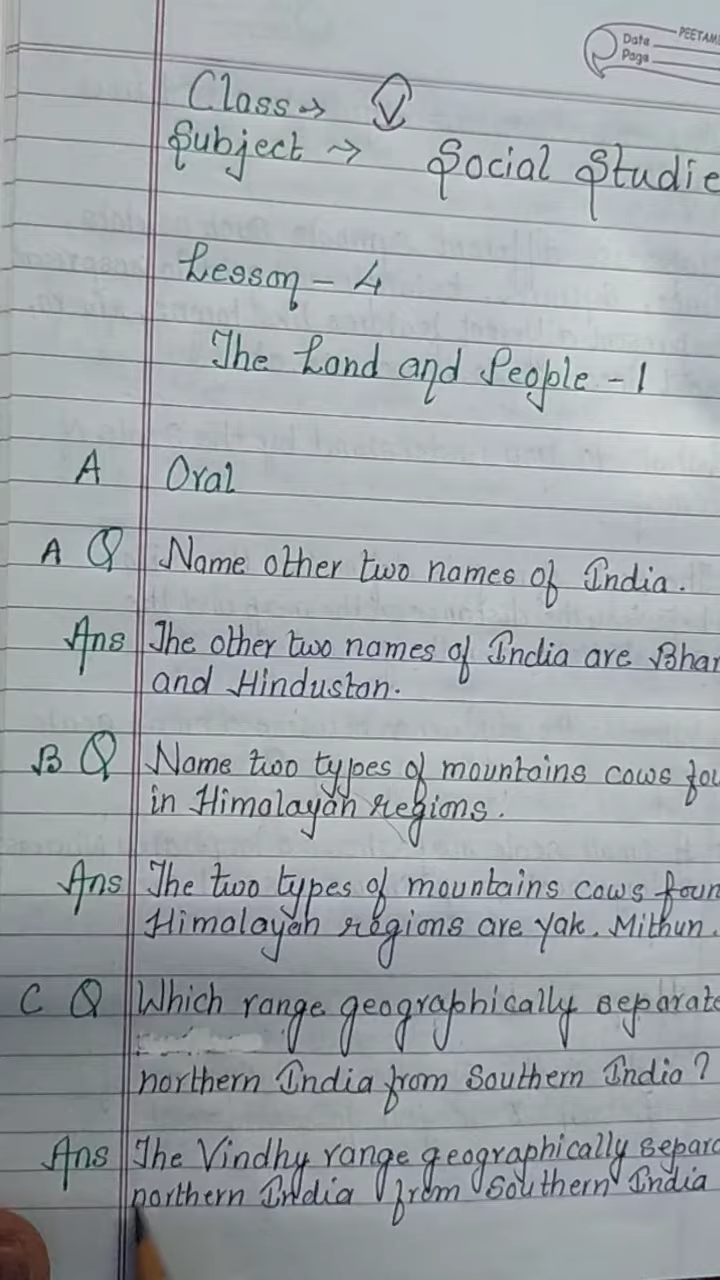 PEETAM
Date
Page
Class → V
Subject → Social Studie
Lesson - 4
The Land and People - 1
A Oral
A Q Name other two names of India.
Ans The other two names of India are Bhar
and Hindustan.
B Q Name two types of mountains cows fou
in Himalayan regions.
Ans The two types of mountains cows foun
Himalayan regions are yak. Mithun.
C Q Which range geographically separate
northern India from Southern India?
Ans The Vindhy range geographically separa
northern India from Southern India